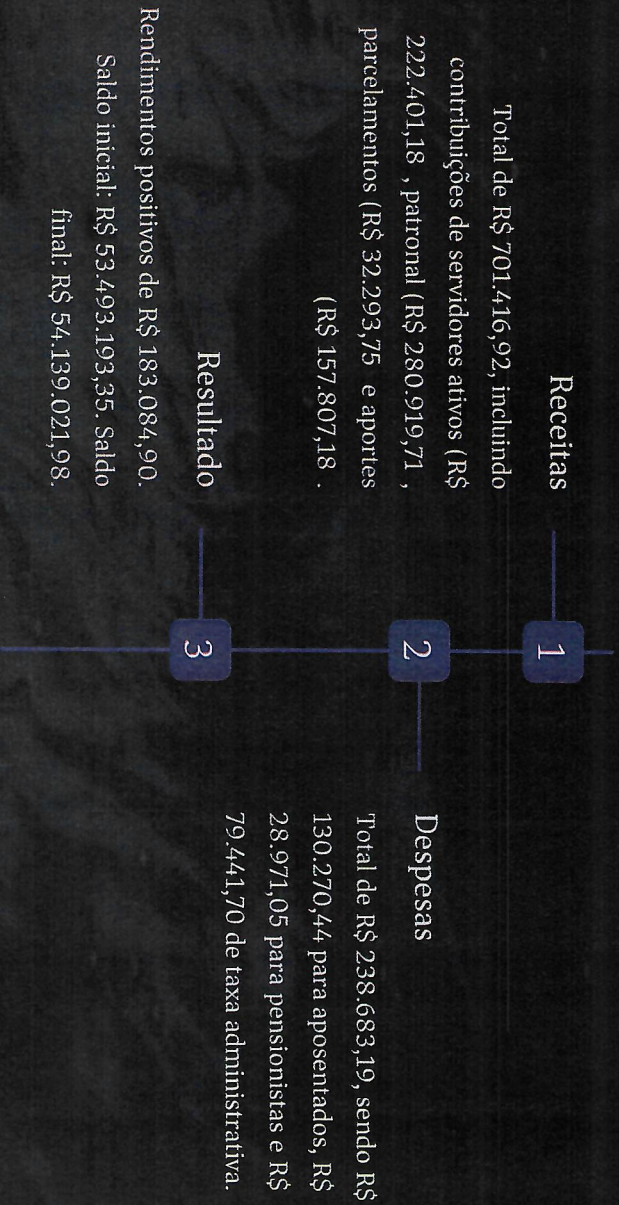 1
Receitas
Total de R$ 701.416,92, incluindo
contribuições de servidores ativos (R$
222.401,18 , patronal (R$ 280.919,71 ,
parcelamentos (R$ 32.293,75 e aportes
(R$ 157.807,18 .
2
Despesas
Total de R$ 238.683,19, sendo R$
130.270,44 para aposentados, R$
28.971,05 para pensionistas e R$
79.441,70 de taxa administrativa.
3
Resultado
Rendimentos positivos de R$ 183.084,90.
Saldo inicial: R$ 53.493.193,35. Saldo
final: R$ 54.139.021,98.